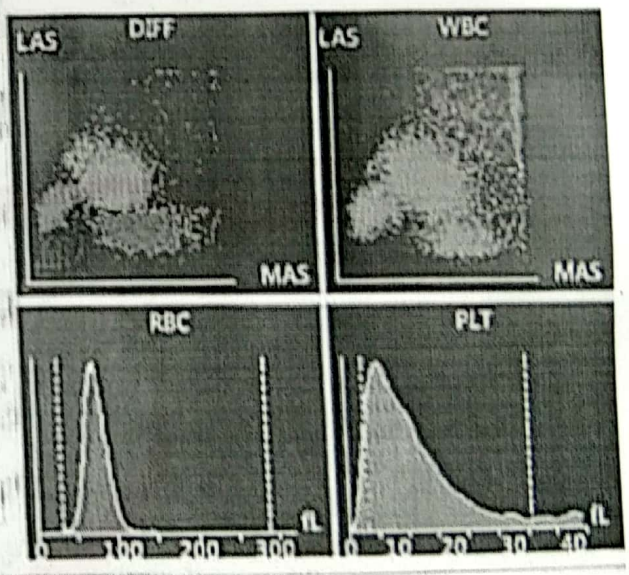 DIFF
LAS
MAS
WBC
LAS
MAS
RBC
0 100 200 300 fL
PLT
0 10 20 30 40 fL